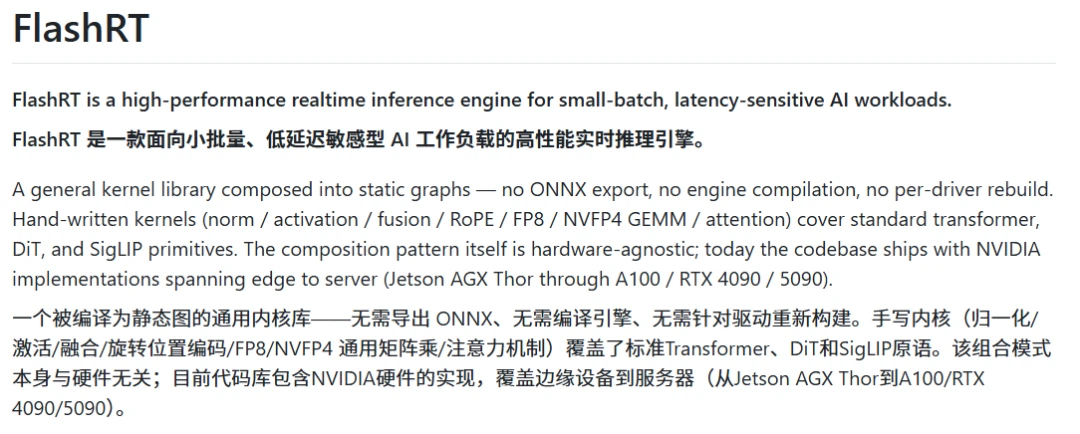 FlashRT
FlashRT is a high-performance realtime inference engine for small-batch, latency-sensitive AI workloads.
FlashRT 是一款面向小批量、低延迟敏感型 AI 工作负载的高性能实时推理引擎。
A general kernel library composed into static graphs — no ONNX export, no engine compilation, no per-driver rebuild.
Hand-written kernels (norm / activation / fusion / RoPE / FP8 / NVFP4 GEMM / attention) cover standard transformer,
DiT, and SigLIP primitives. The composition pattern itself is hardware-agnostic; today the codebase ships with NVIDIA
implementations spanning edge to server (Jetson AGX Thor through A100 / RTX 4090 / 5090).
一个被编译为静态图的通用内核库——无需导出 ONNX、无需编译引擎、无需针对驱动重新构建。手写内核（归一化/
激活/融合/旋转位置编码/FP8/NVFP4 通用矩阵乘/注意力机制）覆盖了标准Transformer、DiT和SigLIP原语。该组合模式
本身与硬件无关；目前代码库包含NVIDIA硬件的实现，覆盖边缘设备到服务器（从Jetson AGX Thor到A100/RTX
4090/5090）。